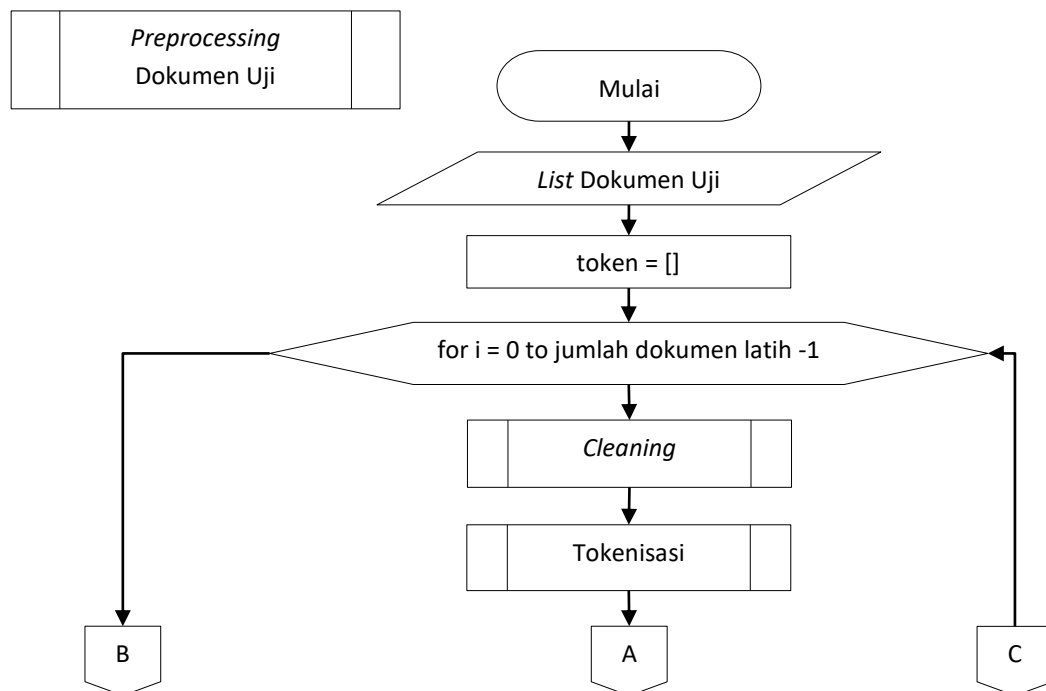 Preprocessing
Dokumen Uji
Mulai
List Dokumen Uji
token = []
for i = 0 to jumlah dokumen latih -1
Cleaning
Tokenisasi
B
A
C